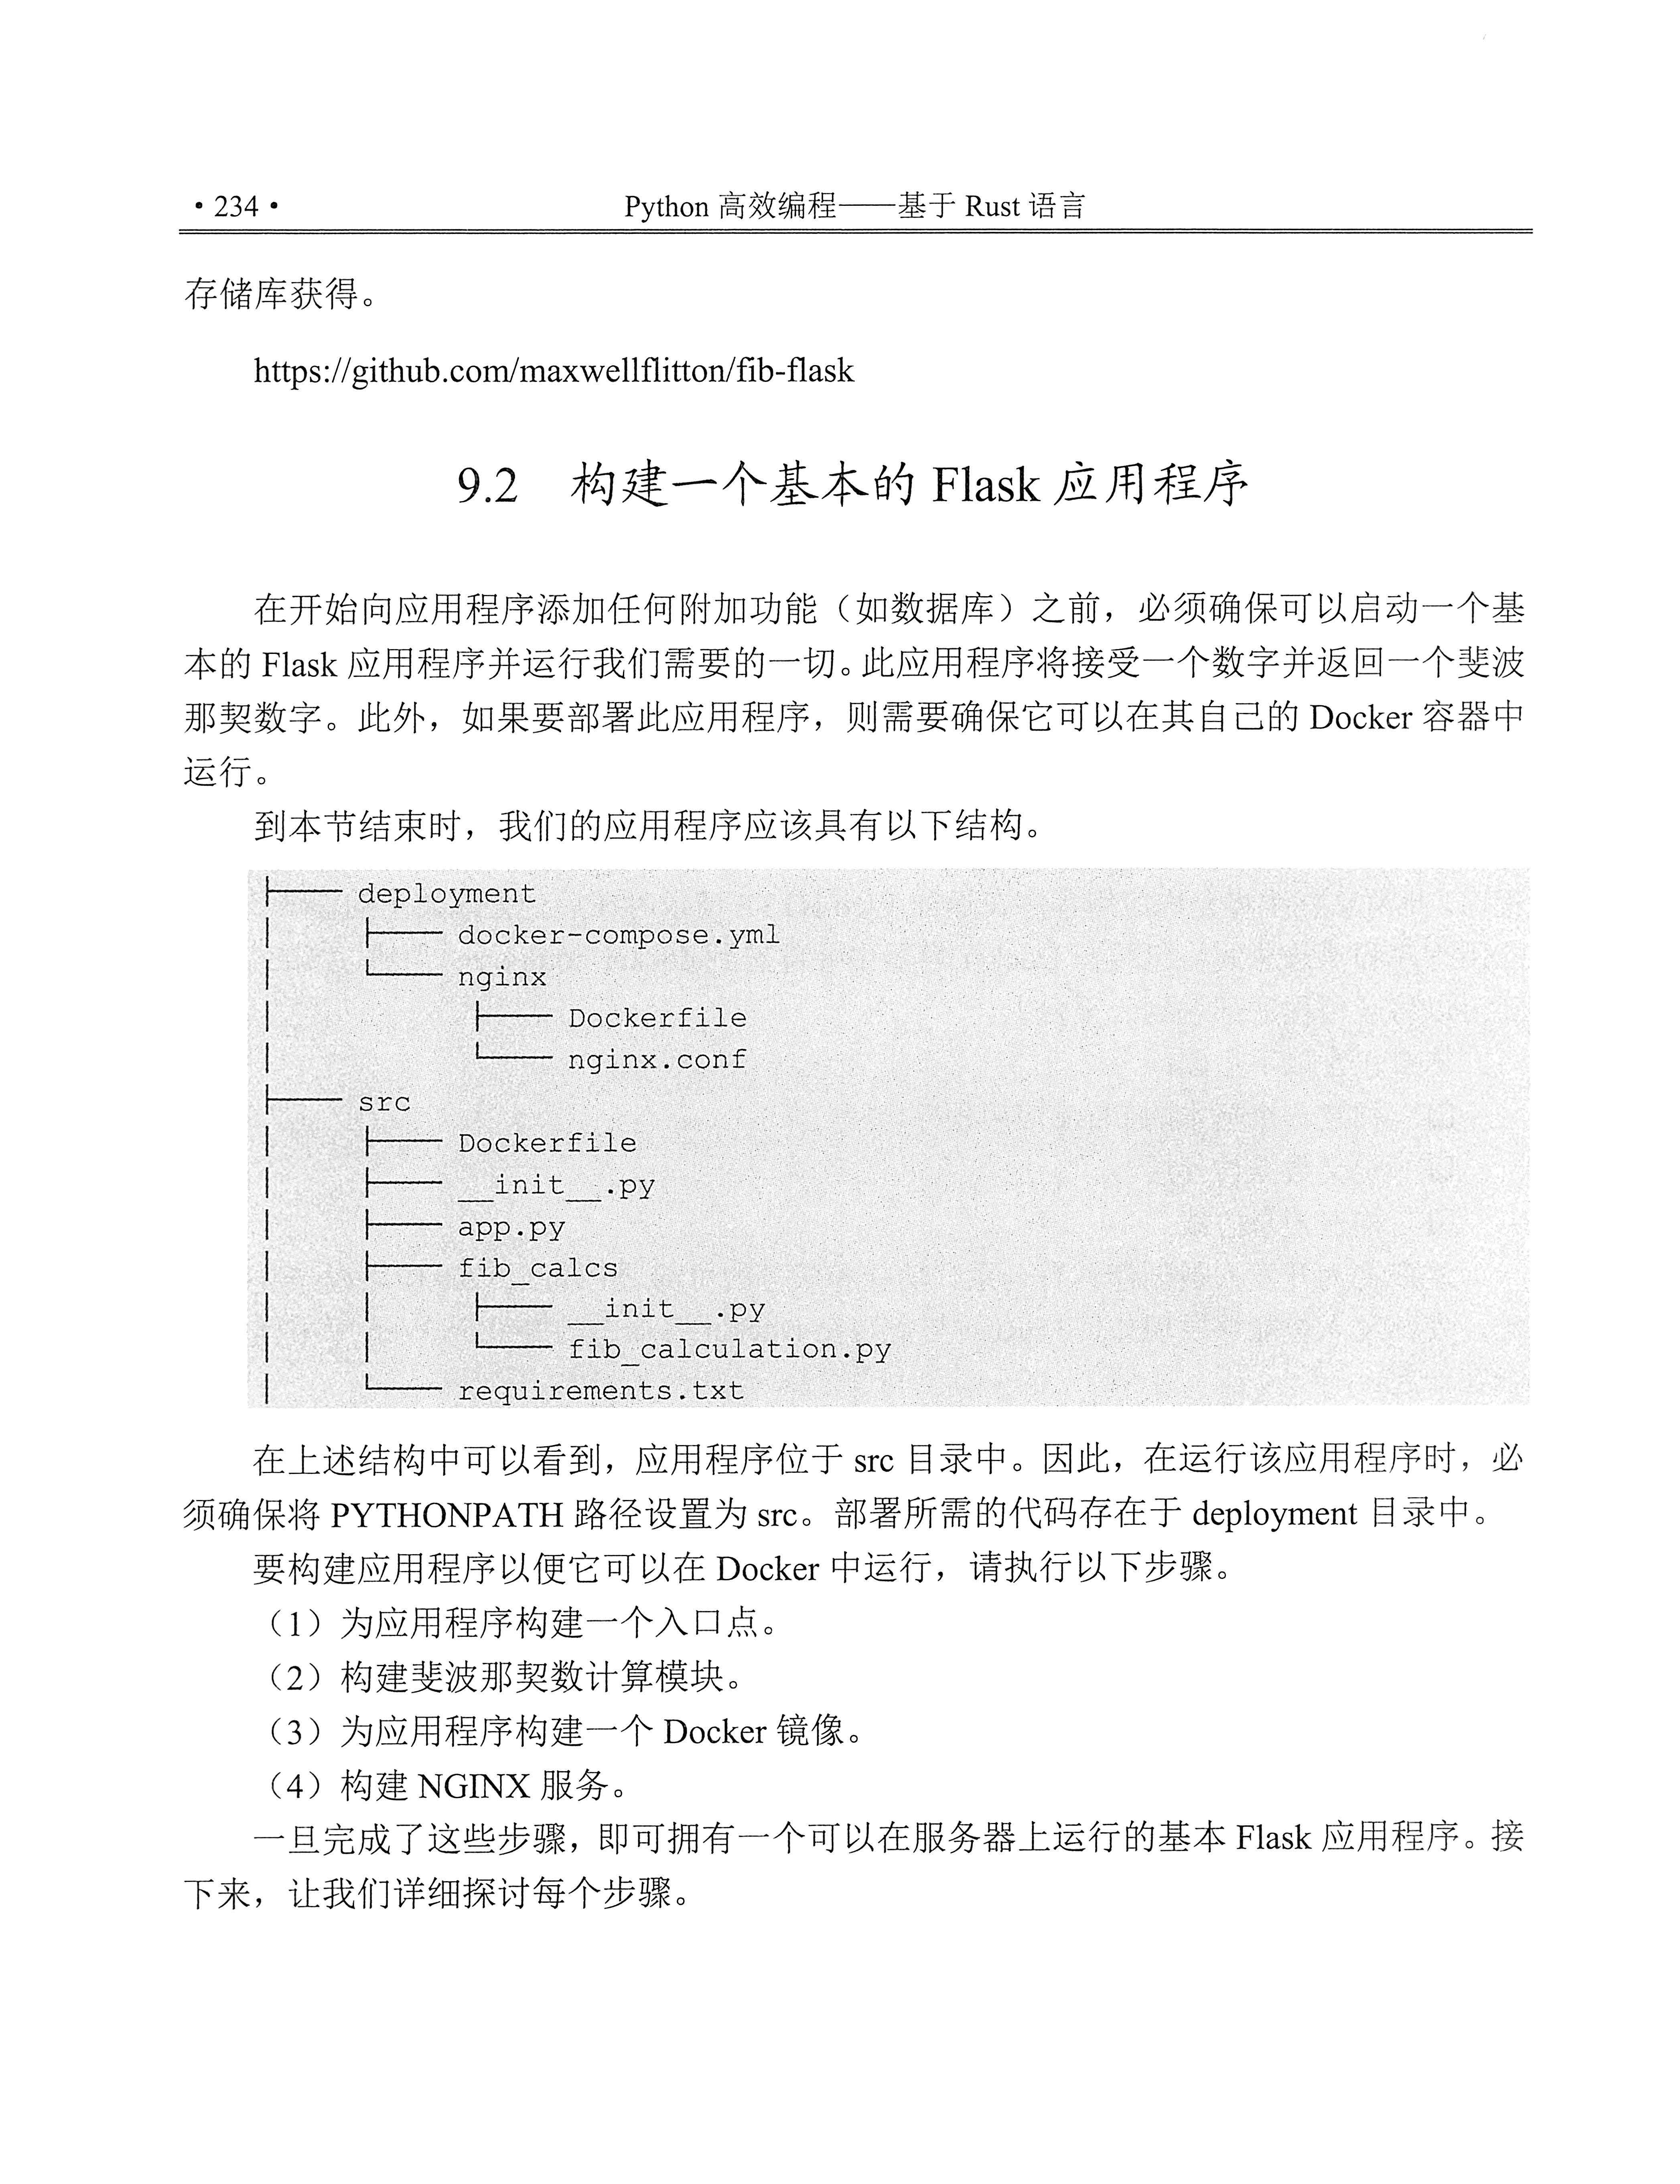 • 234 •	Python 高效编程——基于 Rust 语言
存储库获得。
https://github.com/maxwellflitton/fib-flask
9.2 构建一个基本的 Flask 应用程序
在开始向应用程序添加任何附加功能（如数据库）之前，必须确保可以启动一个基
本的 Flask 应用程序并运行我们需要的一切。此应用程序将接受一个数字并返回一个斐波
那契数字。此外，如果要部署此应用程序，则需要确保它可以在其自己的 Docker 容器中
运行。
到本节结束时，我们的应用程序应该具有以下结构。
├── deployment
│   ├── docker-compose.yml
│   └── nginx
│       ├── Dockerfile
│       └── nginx.conf
├── src
│   ├── Dockerfile
│   ├── __init__.py
│   ├── app.py
│   ├── fib_calcs
│   │   ├── __init__.py
│   │   └── fib_calculation.py
│   └── requirements.txt
在上述结构中可以看到，应用程序位于 src 目录中。因此，在运行该应用程序时，必
须确保将 PYTHONPATH 路径设置为 src。部署所需的代码存在于 deployment 目录中。
要构建应用程序以便它可以在 Docker 中运行，请执行以下步骤。
（1）为应用程序构建一个入口点。
（2）构建斐波那契数计算模块。
（3）为应用程序构建一个 Docker 镜像。
（4）构建 NGINX 服务。
一旦完成了这些步骤，即可拥有一个可以在服务器上运行的基本 Flask 应用程序。接
下来，让我们详细探讨每个步骤。